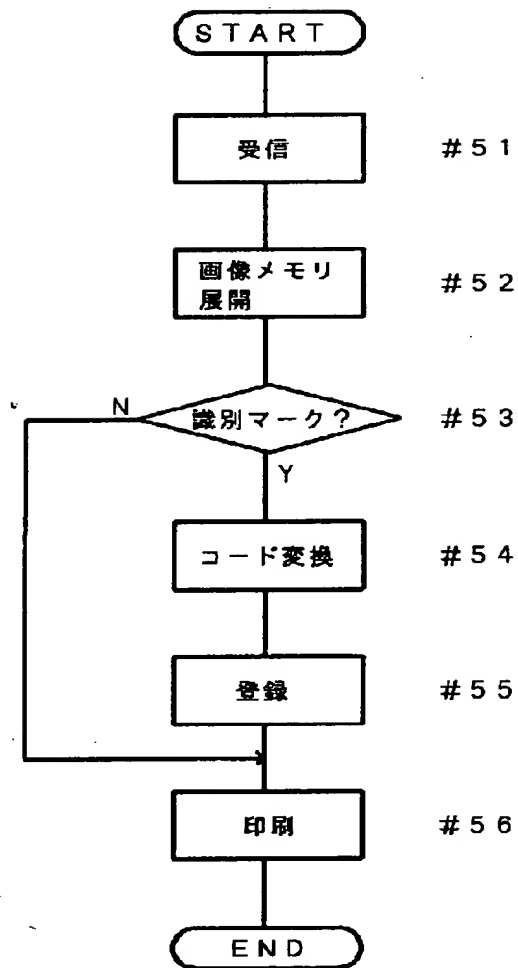 START
受信 #51
画像メモリ
展開 #52
識別マーク? #53
N
Y
コード変換 #54
登録 #55
印刷 #56
END